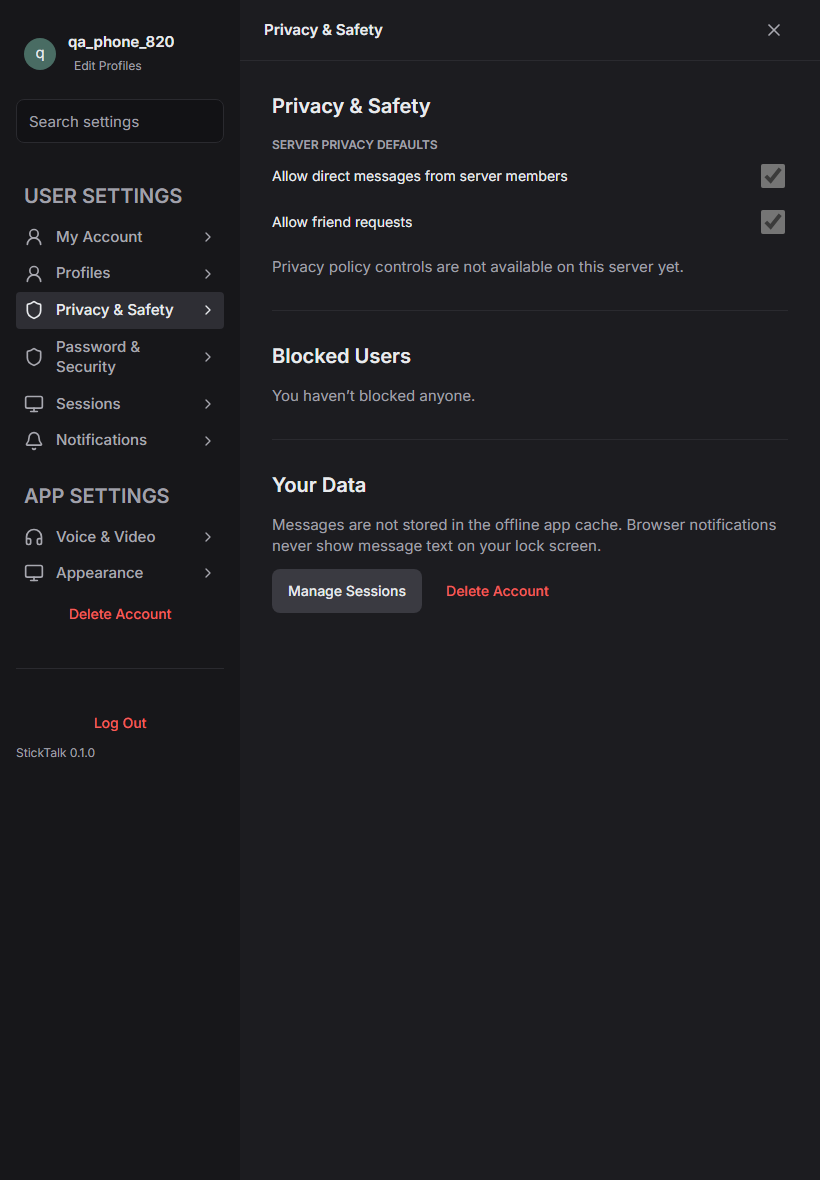 q
qa_phone_820
Edit Profiles
Search settings
USER SETTINGS
My Account
Profiles
Privacy & Safety
Password &
Security
Sessions
Notifications
APP SETTINGS
Voice & Video
Appearance
Delete Account
Log Out
StickTalk 0.1.0
Privacy & Safety
Privacy & Safety
SERVER PRIVACY DEFAULTS
Allow direct messages from server members
Allow friend requests
Privacy policy controls are not available on this server yet.
Blocked Users
You haven’t blocked anyone.
Your Data
Messages are not stored in the offline app cache. Browser notifications
never show message text on your lock screen.
Manage Sessions
Delete Account